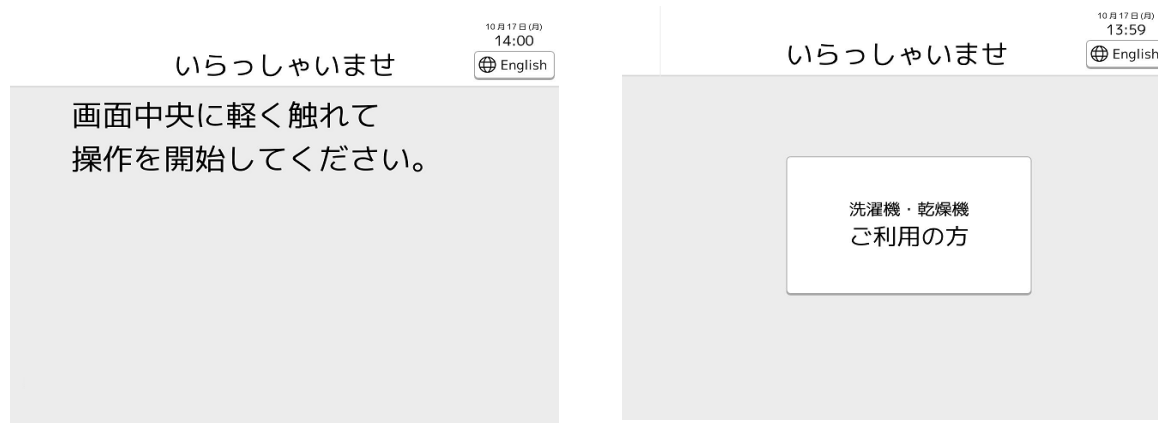 10月17日(月)
14:00
いらっしゃいませ
English
画面中央に軽く触れて
操作を開始してください。
10月17日(月)
13:59
いらっしゃいませ
English
洗濯機・乾燥機
ご利用の方